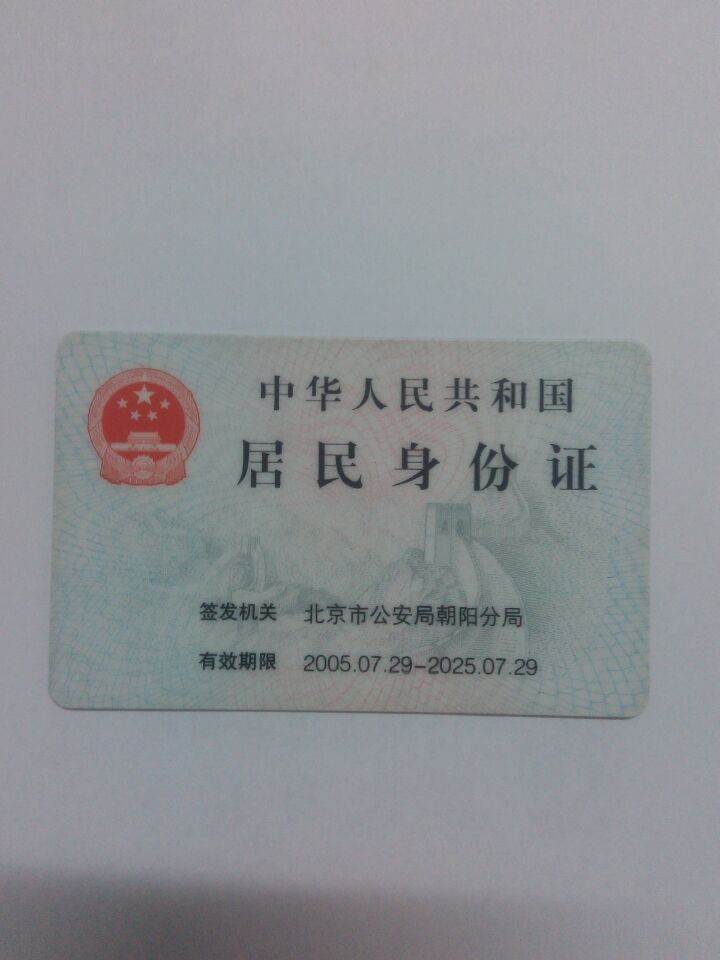 中华人民共和国
居民身份证
签发机关 北京市公安局朝阳分局
有效期限 2005.07.29-2025.07.29